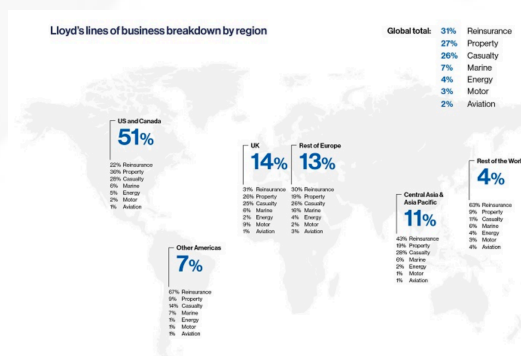 Lloyd's lines of business breakdown by region
Global total: 31% Reinsurance
27% Property
26% Casualty
7% Marine
4% Energy
3% Motor
2% Aviation
US and Canada
51%
22% Reinsurance
36% Property
28% Casualty
6% Marine
5% Energy
2% Motor
1% Aviation
UK
14%
31% Reinsurance
26% Property
25% Casualty
6% Marine
2% Energy
9% Motor
1% Aviation
Rest of Europe
13%
30% Reinsurance
19% Property
26% Casualty
16% Marine
4% Energy
2% Motor
3% Aviation
Rest of the Worl
4%
63% Reinsurance
9% Property
11% Casualty
6% Marine
4% Energy
3% Motor
4% Aviation
Central Asia &
Asia Pacific
11%
43% Reinsurance
19% Property
28% Casualty
6% Marine
2% Energy
1% Motor
1% Aviation
Other Americas
7%
67% Reinsurance
9% Property
14% Casualty
7% Marine
1% Energy
1% Motor
1% Aviation